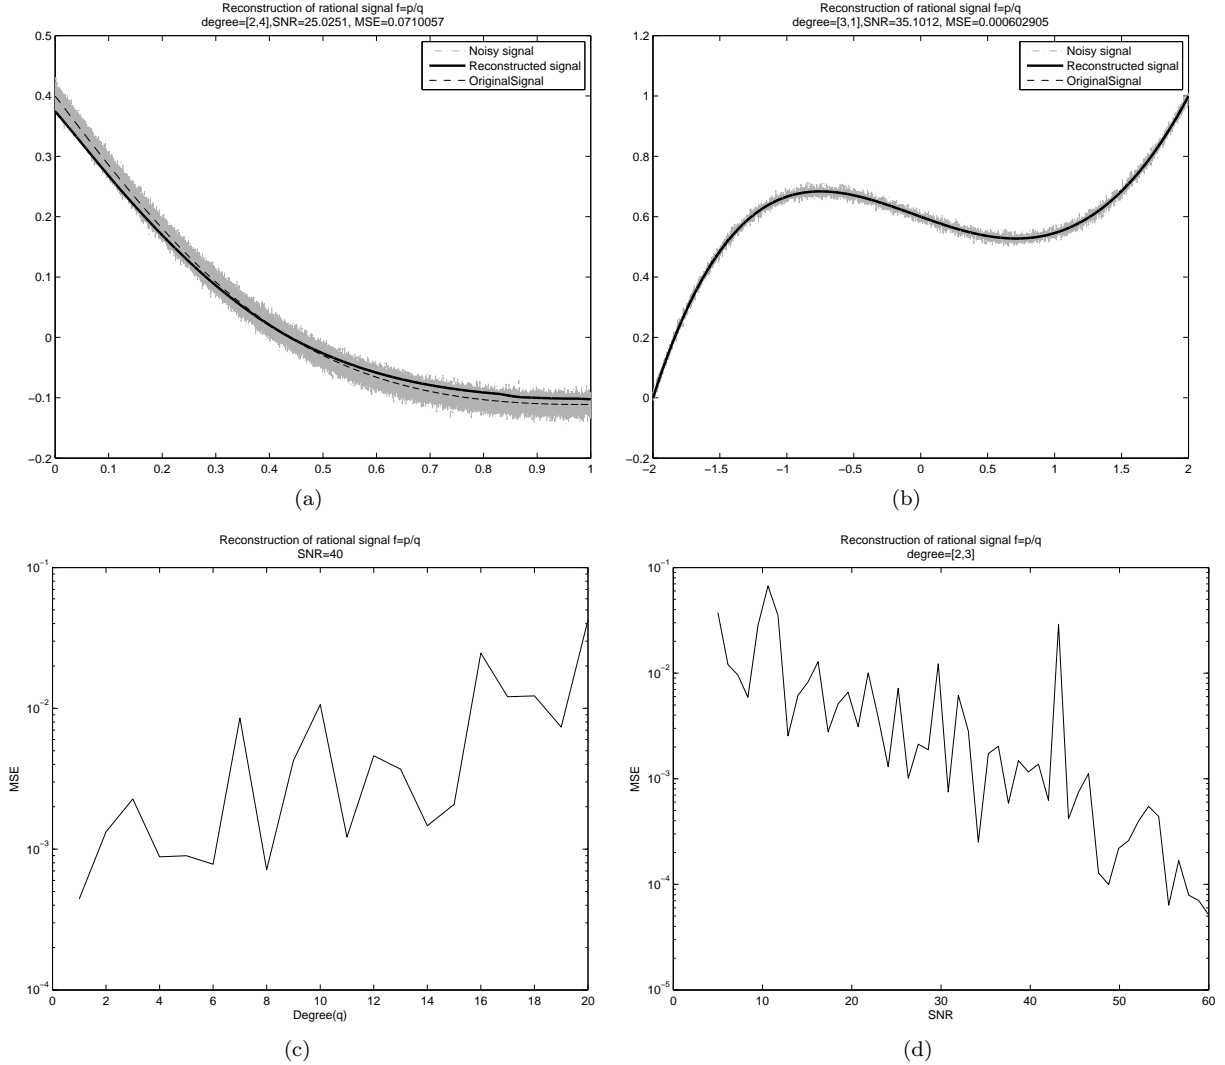 Reconstruction of rational signal f=p/q
degree=[2,4],SNR=25.0251, MSE=0.0710057
0.5
0.4
0.3
0.2
0.1
0
−0.1
−0.2
0 0.1 0.2 0.3 0.4 0.5 0.6 0.7 0.8 0.9 1
Noisy signal
Reconstructed signal
OriginalSignal
(a)
Reconstruction of rational signal f=p/q
degree=[3,1],SNR=35.1012, MSE=0.000602905
1.2
1
0.8
0.6
0.4
0.2
0
−0.2
−2 −1.5 −1 −0.5 0 0.5 1 1.5 2
Noisy signal
Reconstructed signal
OriginalSignal
(b)
Reconstruction of rational signal f=p/q
SNR=40
10⁻¹
10⁻²
10⁻³
10⁻⁴
MSE
0 2 4 6 8 10 12 14 16 18 20
Degree(q)
(c)
Reconstruction of rational signal f=p/q
degree=[2,3]
10⁻¹
10⁻²
10⁻³
10⁻⁴
10⁻⁵
MSE
0 10 20 30 40 50 60
SNR
(d)